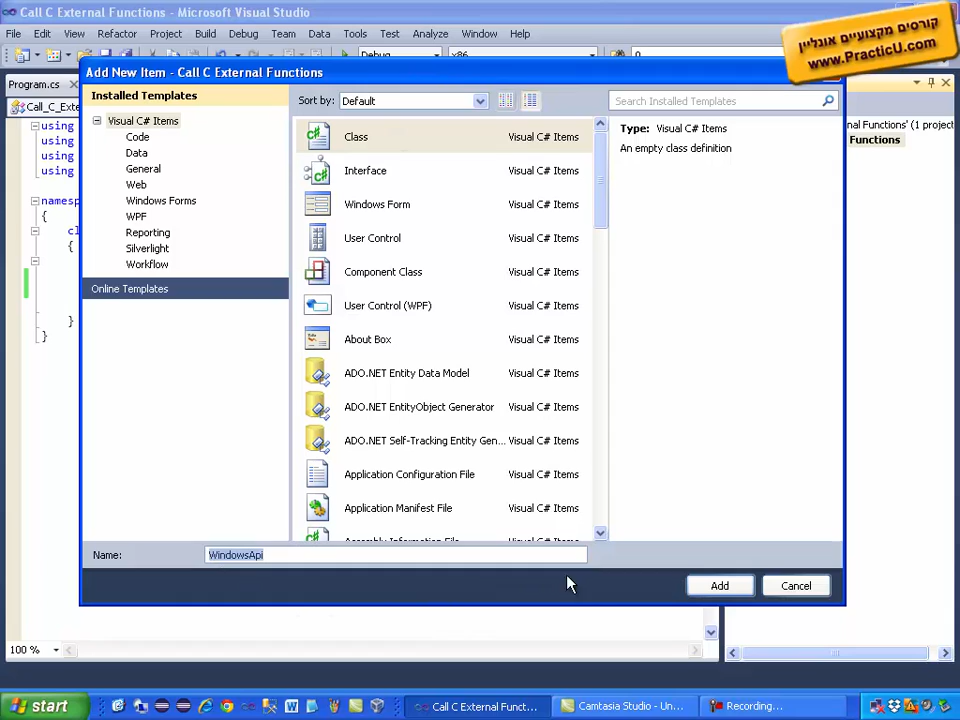 Call C External Functions - Microsoft Visual Studio
File Edit View Refactor Project Build Debug Team Data Tools Test Analyze Window Help
קורסים מקצועיים אונליין
www.PracticU.com
Debug x86
Program.cs
Add New Item - Call C External Functions
Installed Templates
Sort by: Default
Search Installed Templates
Call_C_Exte
Visual C# Items
Code
Data
General
Web
Windows Forms
WPF
Reporting
Silverlight
Workflow
Online Templates
Class Visual C# Items
Interface Visual C# Items
Windows Form Visual C# Items
User Control Visual C# Items
Component Class Visual C# Items
User Control (WPF) Visual C# Items
About Box Visual C# Items
ADO.NET Entity Data Model Visual C# Items
ADO.NET EntityObject Generator Visual C# Items
ADO.NET Self-Tracking Entity Gen... Visual C# Items
Application Configuration File Visual C# Items
Application Manifest File Visual C# Items
Assembly Information File Visual C# Items
Type: Visual C# Items
An empty class definition
nal Functions' (1 project
Functions
using
using
using
using
namesp
{
cl
{
}
}
Name: WindowsApi
Add Cancel
100 %
start
Call C External Funct...
Camtasia Studio - Un...
Recording...